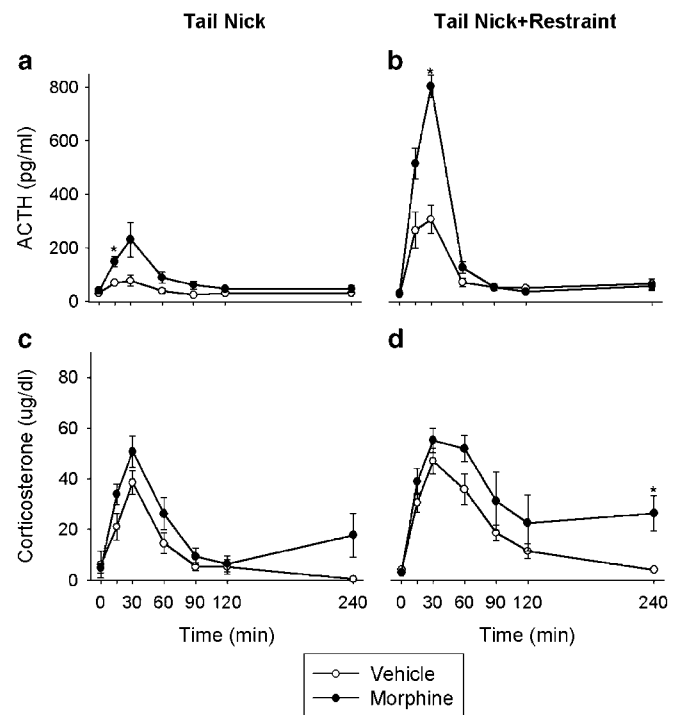 Tail Nick
Tail Nick+Restraint
a
b
800
600
400
200
0
ACTH (pg/ml)
*
*
c
d
80
60
40
20
0
Corticosterone (ug/dl)
*
0 30 60 90 120 240
0 30 60 90 120 240
Time (min)
Time (min)
Vehicle
Morphine